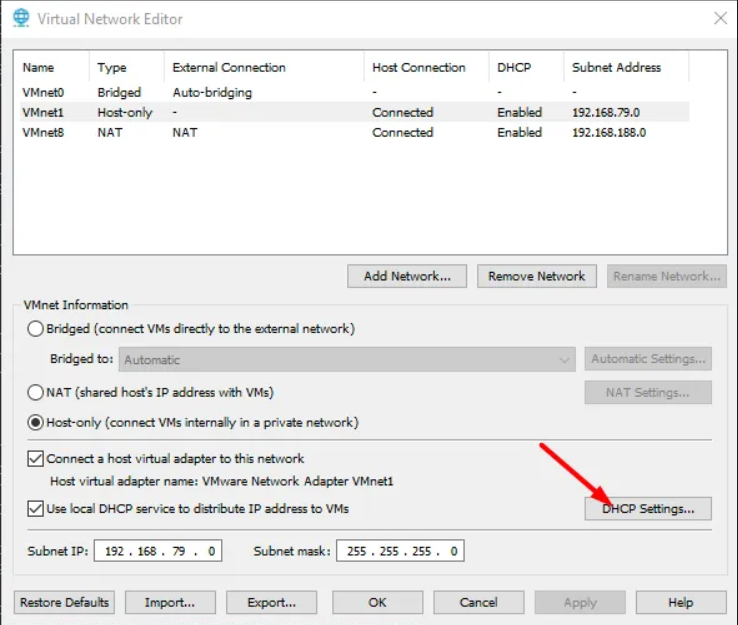 Virtual Network Editor
Name Type External Connection Host Connection DHCP Subnet Address
VMnet0 Bridged Auto-bridging - - -
VMnet1 Host-only - Connected Enabled 192.168.79.0
VMnet8 NAT NAT Connected Enabled 192.168.188.0
Add Network... Remove Network Rename Network...
VMnet Information
Bridged (connect VMs directly to the external network)
Bridged to: Automatic Automatic Settings...
NAT (shared host's IP address with VMs) NAT Settings...
Host-only (connect VMs internally in a private network)
Connect a host virtual adapter to this network
Host virtual adapter name: VMware Network Adapter VMnet1
Use local DHCP service to distribute IP address to VMs DHCP Settings...
Subnet IP: 192 . 168 . 79 . 0 Subnet mask: 255 . 255 . 255 . 0
Restore Defaults Import... Export... OK Cancel Apply Help